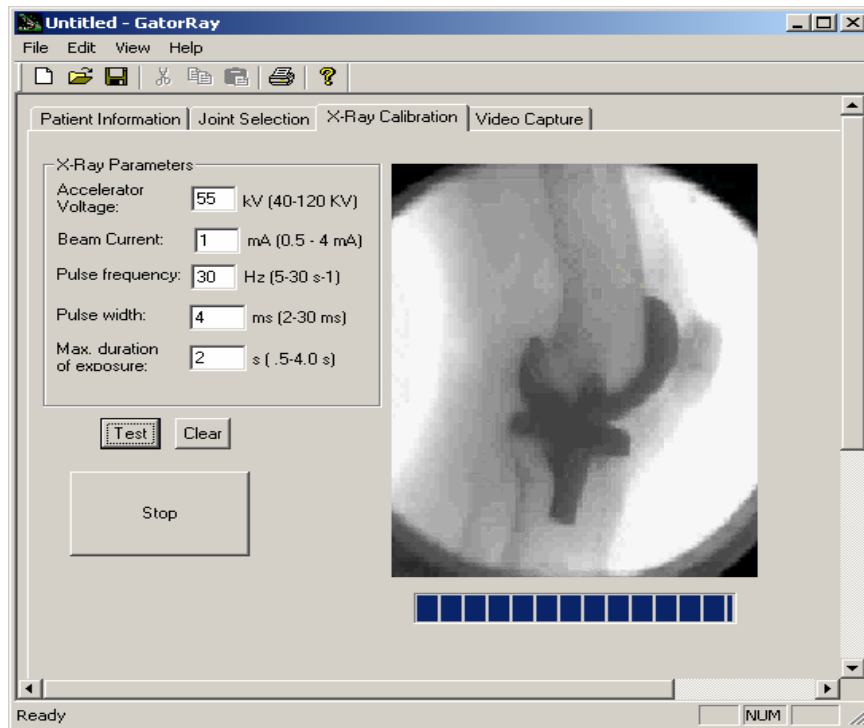 Untitled - GatorRay
File Edit View Help
Patient Information Joint Selection X-Ray Calibration Video Capture
X-Ray Parameters
Accelerator
Voltage: 55 kV (40-120 KV)
Beam Current: 1 mA (0.5 - 4 mA)
Pulse frequency: 30 Hz (5-30 s-1)
Pulse width: 4 ms (2-30 ms)
Max. duration
of exposure: 2 s ( .5-4.0 s)
Test Clear
Stop
Ready NUM